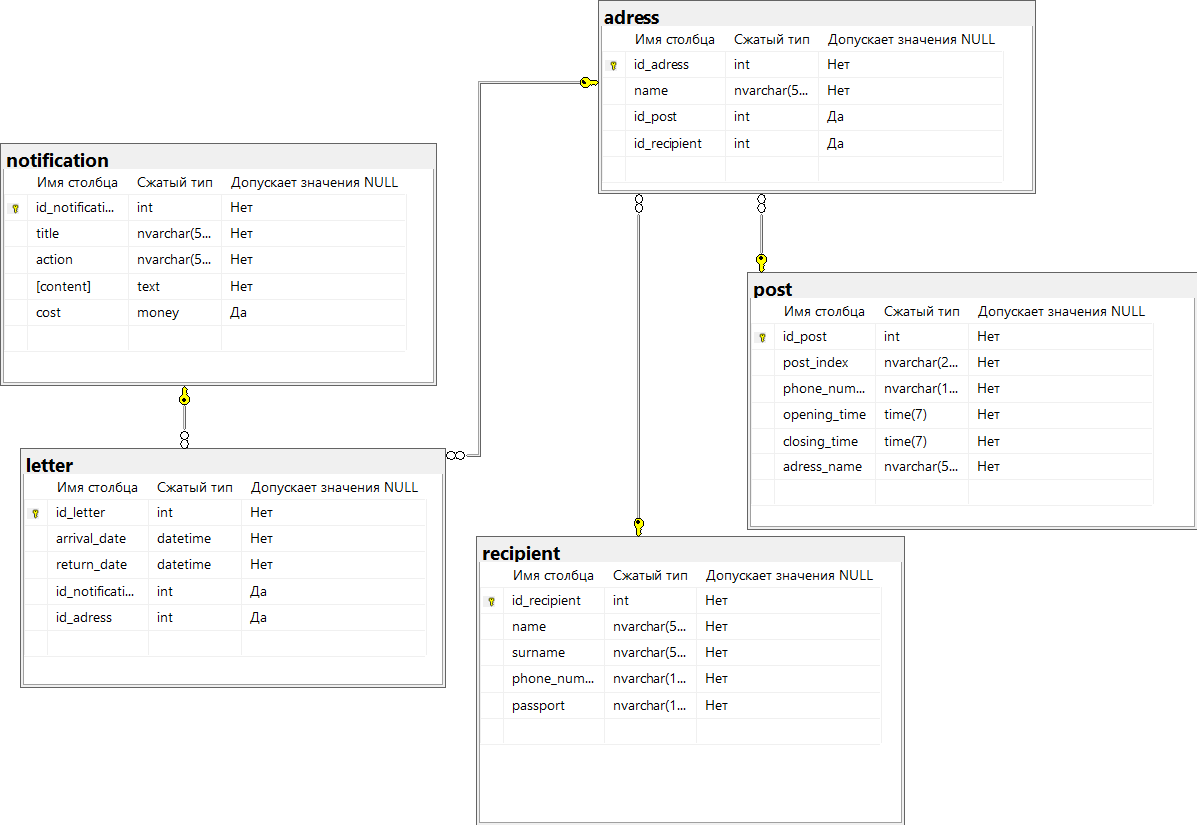 adress
Имя столбца Сжатый тип Допускает значения NULL
id_adress int Нет
name nvarchar(5... Нет
id_post int Да
id_recipient int Да
notification
Имя столбца Сжатый тип Допускает значения NULL
id_notificati... int Нет
title nvarchar(5... Нет
action nvarchar(5... Нет
[content] text Нет
cost money Да
post
Имя столбца Сжатый тип Допускает значения NULL
id_post int Нет
post_index nvarchar(2... Нет
phone_num... nvarchar(1... Нет
opening_time time(7) Нет
closing_time time(7) Нет
adress_name nvarchar(5... Нет
letter
Имя столбца Сжатый тип Допускает значения NULL
id_letter int Нет
arrival_date datetime Нет
return_date datetime Нет
id_notificati... int Да
id_adress int Да
recipient
Имя столбца Сжатый тип Допускает значения NULL
id_recipient int Нет
name nvarchar(5... Нет
surname nvarchar(5... Нет
phone_num... nvarchar(1... Нет
passport nvarchar(1... Нет